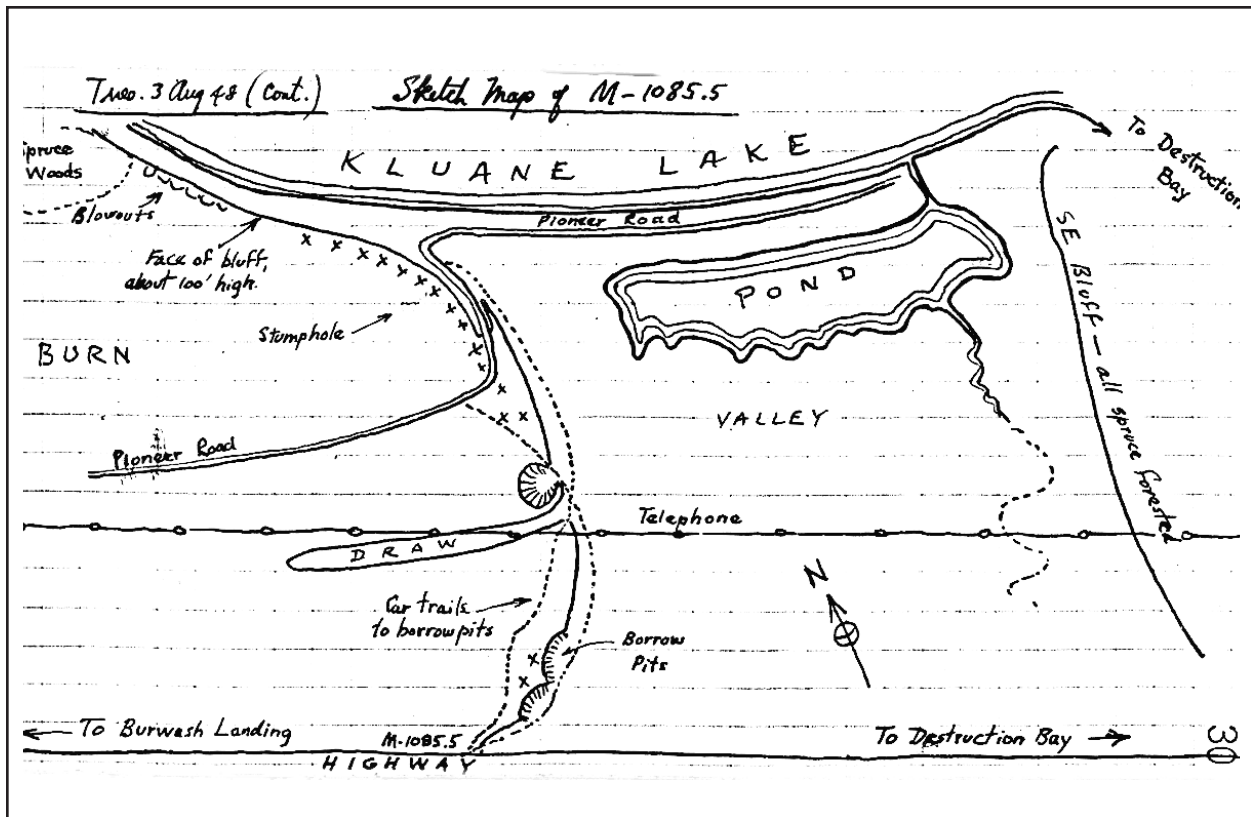 Tues. 3 Aug 48 (Cont.)
Sketch Map of M-1085.5
KLUANE LAKE
To Destruction
Bay
Spruce
Woods
Blowouts
Pioneer Road
Face of bluff,
about 100' high.
POND
SE Bluff — all spruce forested
Stumphole
BURN
VALLEY
Pioneer Road
Telephone
DRAW
N
Car trails
to borrowpits
Borrow
Pits
To Burwash Landing
M-1085.5
To Destruction Bay
HIGHWAY
30